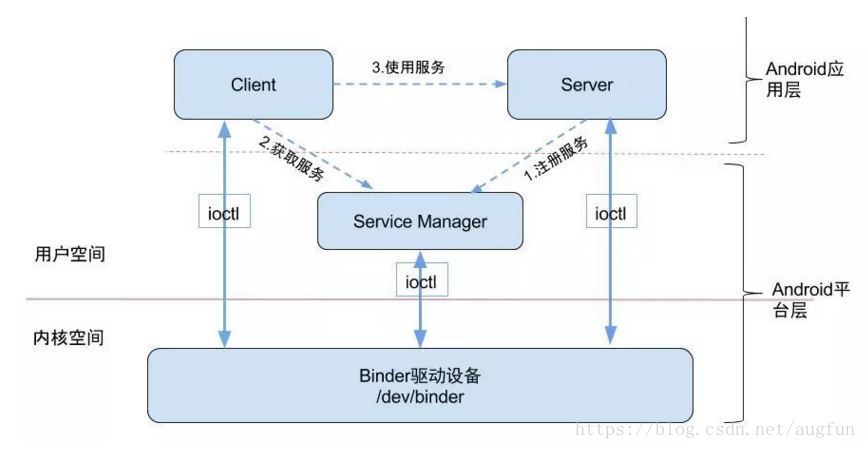 Client
3.使用服务
Server
Android应
用层
2.获取服务
1.注册服务
ioctl
Service Manager
ioctl
用户空间
ioctl
Android平
台层
内核空间
Binder驱动设备
/dev/binder
https://blog.csdn.net/augfun